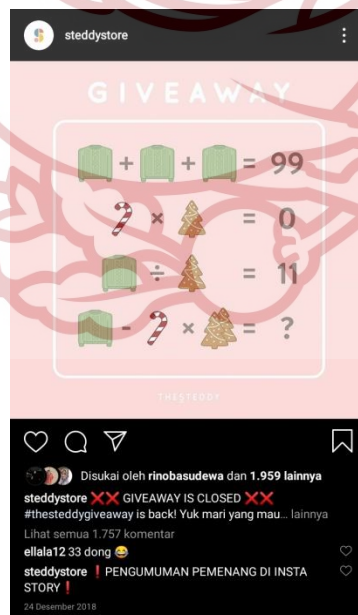 steddystore
GIVEAWAY
+ + = 99
× = 0
÷ = 11
- × = ?
THESTEDDY
Disukai oleh rinobasudewa dan 1.959 lainnya
steddystore ❌❌ GIVEAWAY IS CLOSED ❌❌
#thesteddygiveaway is back! Yuk mari yang mau... lainnya
Lihat semua 1.757 komentar
ellala12 33 dong 😂
steddystore ❗ PENGUMUMAN PEMENANG DI INSTA
STORY ❗
24 Desember 2018